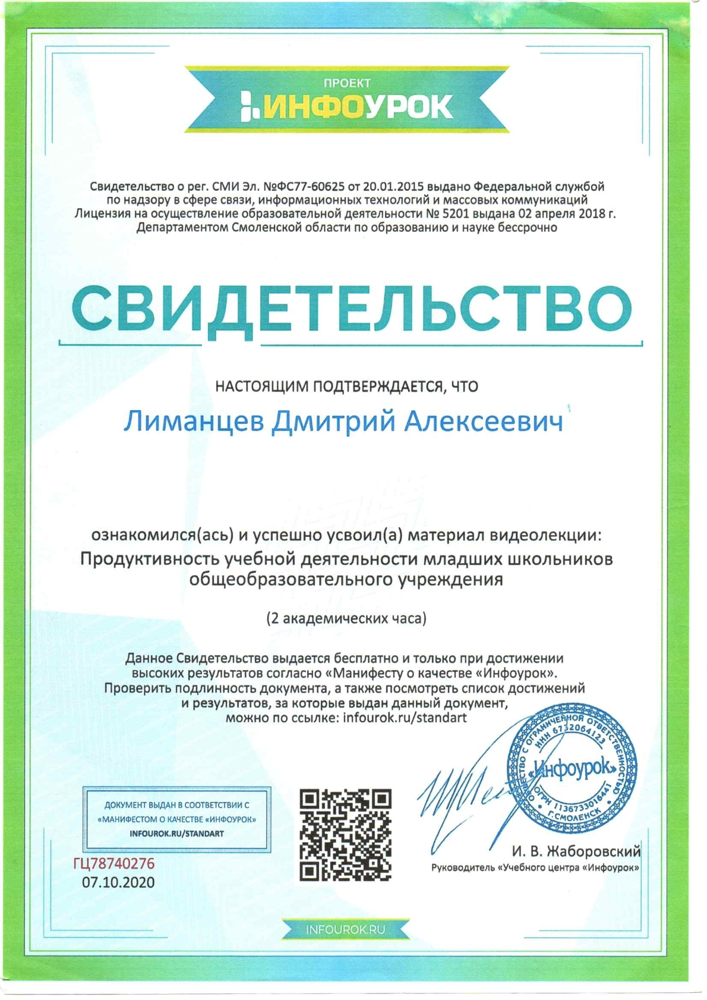 ПРОЕКТ
ИНФОУРОК
Свидетельство о рег. СМИ Эл. №ФС77-60625 от 20.01.2015 выдано Федеральной службой
по надзору в сфере связи, информационных технологий и массовых коммуникаций
Лицензия на осуществление образовательной деятельности № 5201 выдана 02 апреля 2018 г.
Департаментом Смоленской области по образованию и науке бессрочно
СВИДЕТЕЛЬСТВО
НАСТОЯЩИМ ПОДТВЕРЖДАЕТСЯ, ЧТО
Лиманцев Дмитрий Алексеевич
ознакомился(ась) и успешно усвоил(а) материал видеолекции:
Продуктивность учебной деятельности младших школьников
общеобразовательного учреждения
(2 академических часа)
Данное Свидетельство выдается бесплатно и только при достижении
высоких результатов согласно «Манифесту о качестве «Инфоурок».
Проверить подлинность документа, а также посмотреть список достижений
и результатов, за которые выдан данный документ,
можно по ссылке: infourok.ru/standart
ОБЩЕСТВО С ОГРАНИЧЕННОЙ ОТВЕТСТВЕННОСТЬЮ
ИНН 6732064123
«Инфоурок»
ОГРН 1136733016441
Г.СМОЛЕНСК
ДОКУМЕНТ ВЫДАН В СООТВЕТСТВИИ С
«МАНИФЕСТОМ О КАЧЕСТВЕ «ИНФОУРОК»
INFOUROK.RU/STANDART
ГЦ78740276
07.10.2020
И. В. Жаборовский
Руководитель «Учебного центра «Инфоурок»
INFOUROK.RU